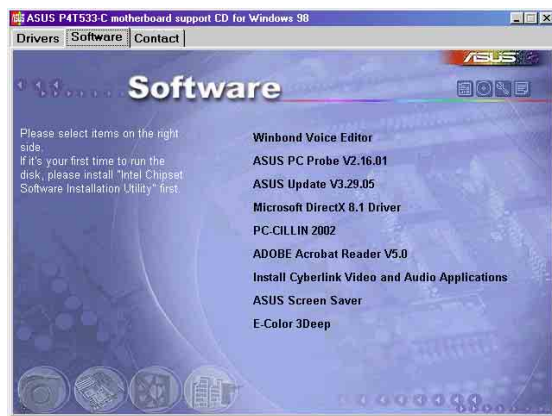 ASUS P4T533-C motherboard support CD for Windows 98
Drivers Software Contact
ASUS
Software
Please select items on the right
side.
If it's your first time to run the
disk, please install "Intel Chipset
Software Installation Utility" first.
Winbond Voice Editor
ASUS PC Probe V2.16.01
ASUS Update V3.29.05
Microsoft DirectX 8.1 Driver
PC-CILLIN 2002
ADOBE Acrobat Reader V5.0
Install Cyberlink Video and Audio Applications
ASUS Screen Saver
E-Color 3Deep